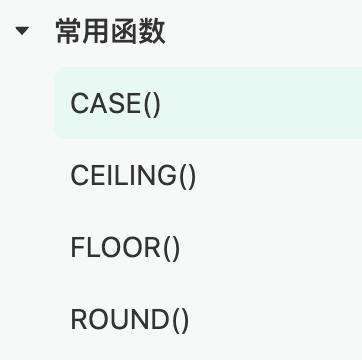 常用函数
CASE()
CEILING()
FLOOR()
ROUND()